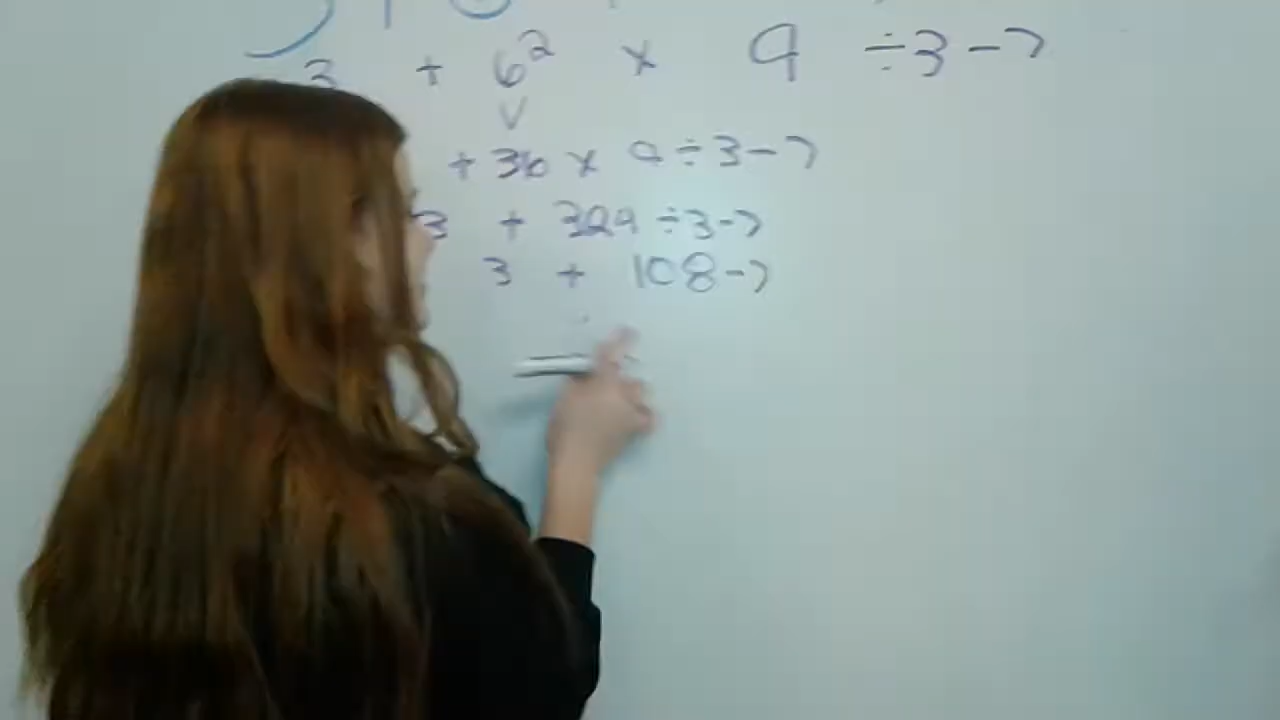 3 + 6² × 9 ÷3-7
+36 × 9÷3-7
3 + 324÷3-7
3 + 108-7